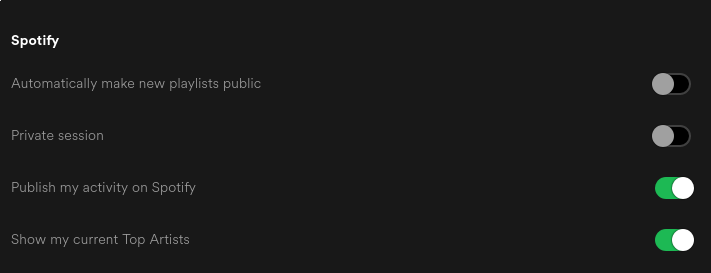 Spotify
Automatically make new playlists public
Private session
Publish my activity on Spotify
Show my current Top Artists